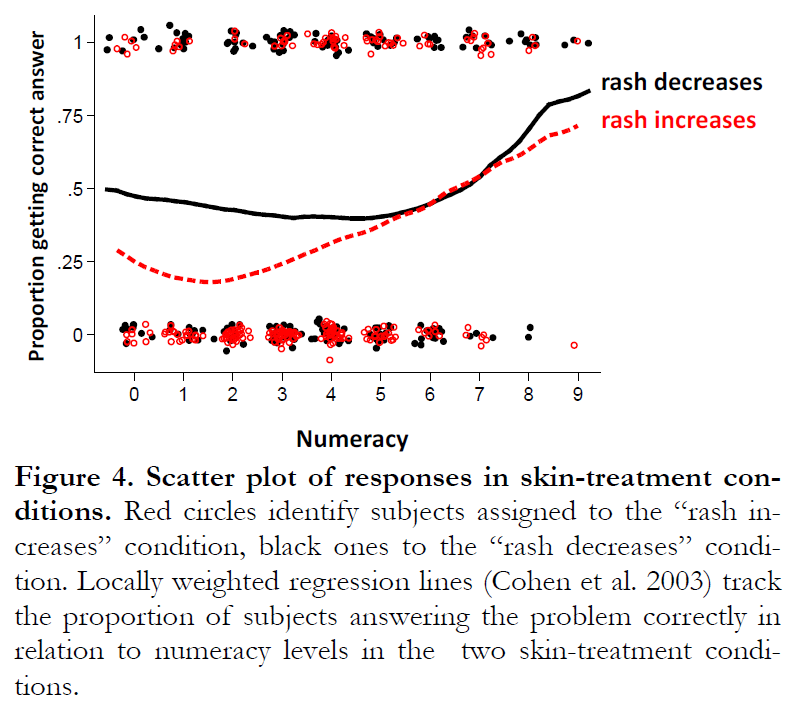 Proportion getting correct answer
1
.75
.5
.25
0
rash decreases
rash increases
0 1 2 3 4 5 6 7 8 9
Numeracy
Figure 4. Scatter plot of responses in skin-treatment con-
ditions. Red circles identify subjects assigned to the “rash in-
creases” condition, black ones to the “rash decreases” condi-
tion. Locally weighted regression lines (Cohen et al. 2003) track
the proportion of subjects answering the problem correctly in
relation to numeracy levels in the two skin-treatment condi-
tions.